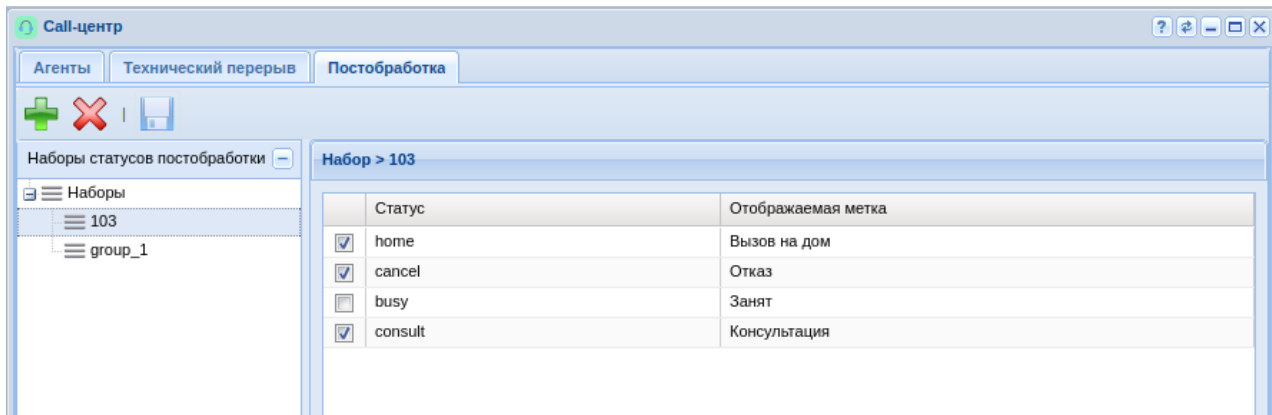 Call-центр
Агенты Технический перерыв Постобработка
Наборы статусов постобработки
Набор > 103
Наборы
103
group_1
Статус Отображаемая метка
home Вызов на дом
cancel Отказ
busy Занят
consult Консультация